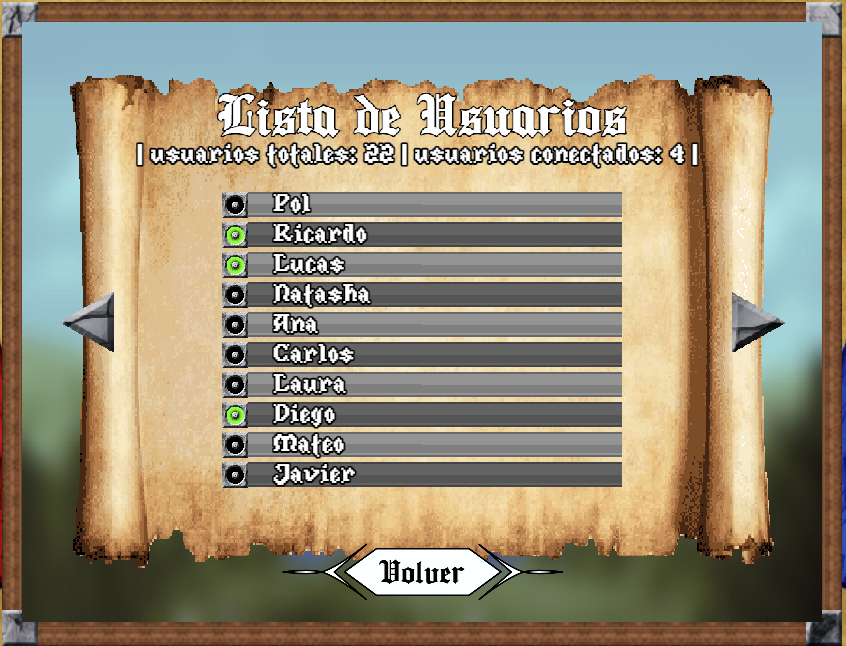 Lista de Usuarios
| usuarios totales: 22 | usuarios conectados: 4 |
Pol
Ricardo
Lucas
Natasha
Ana
Carlos
Laura
Diego
Mateo
Javier
Volver